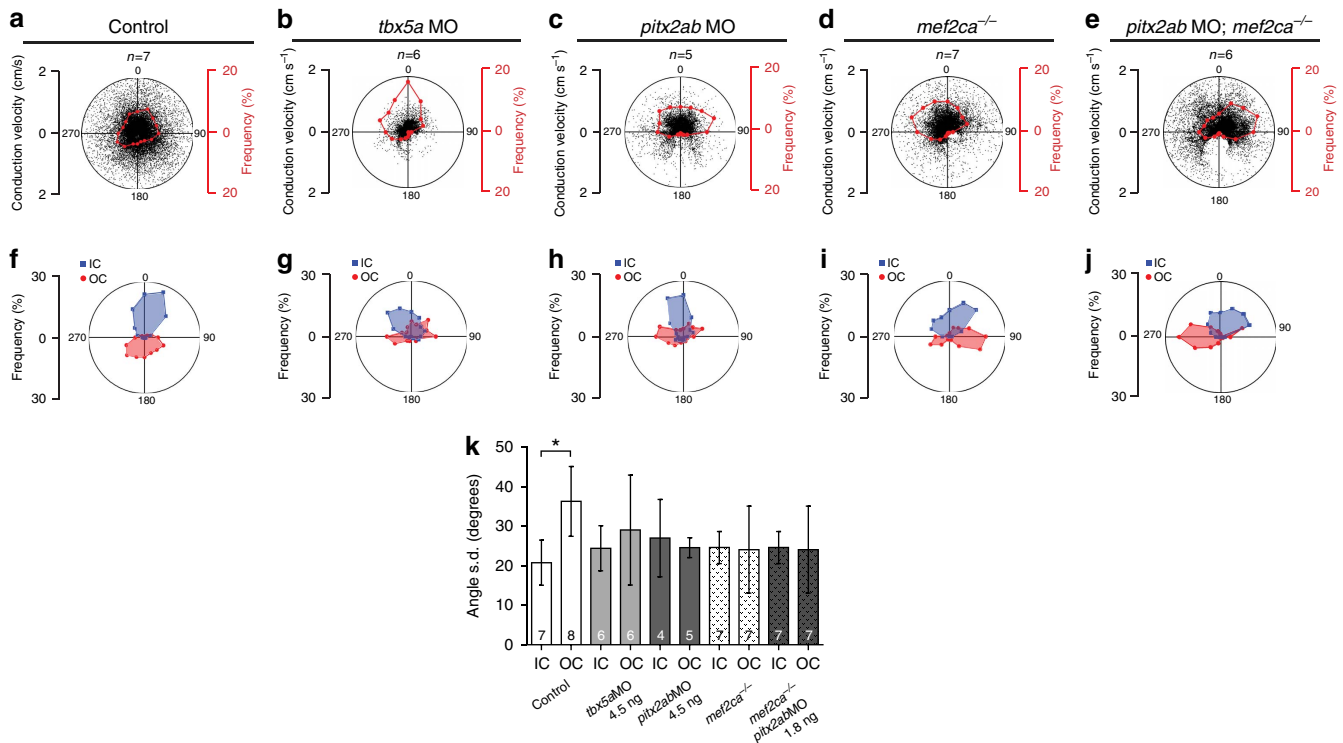 a Control
b tbx5a MO
c pitx2ab MO
d mef2ca–/–
e pitx2ab MO; mef2ca–/–
n=7
2
0
2
Conduction velocity (cm/s)
0
90
180
270
20
0
20
Frequency (%)
n=6
2
0
2
Conduction velocity (cm s–1)
0
90
180
270
20
0
20
Frequency (%)
n=5
2
0
2
Conduction velocity (cm s–1)
0
90
180
270
20
0
20
Frequency (%)
n=7
2
0
2
Conduction velocity (cm s–1)
0
90
180
270
20
0
20
Frequency (%)
n=6
2
0
2
Conduction velocity (cm s–1)
0
90
180
270
20
0
20
Frequency (%)
f
IC
OC
30
0
30
Frequency (%)
0
90
180
270
g
IC
OC
30
0
30
Frequency (%)
0
90
180
270
h
IC
OC
30
0
30
Frequency (%)
0
90
180
270
i
IC
OC
30
0
30
Frequency (%)
0
90
180
270
j
IC
OC
30
0
30
Frequency (%)
0
90
180
270
k
*
50
40
30
20
10
0
Angle s.d. (degrees)
7 8 6 6 4 5 7 7 7 7
IC OC IC OC IC OC IC OC IC OC
Control
tbx5aMO
4.5 ng
pitx2abMO
4.5 ng
mef2ca–/–
mef2ca–/–
pitx2abMO
1.8 ng